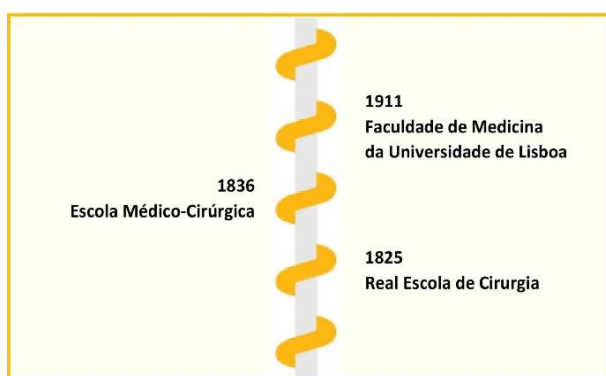 1911
Faculdade de Medicina
da Universidade de Lisboa
1836
Escola Médico-Cirúrgica
1825
Real Escola de Cirurgia